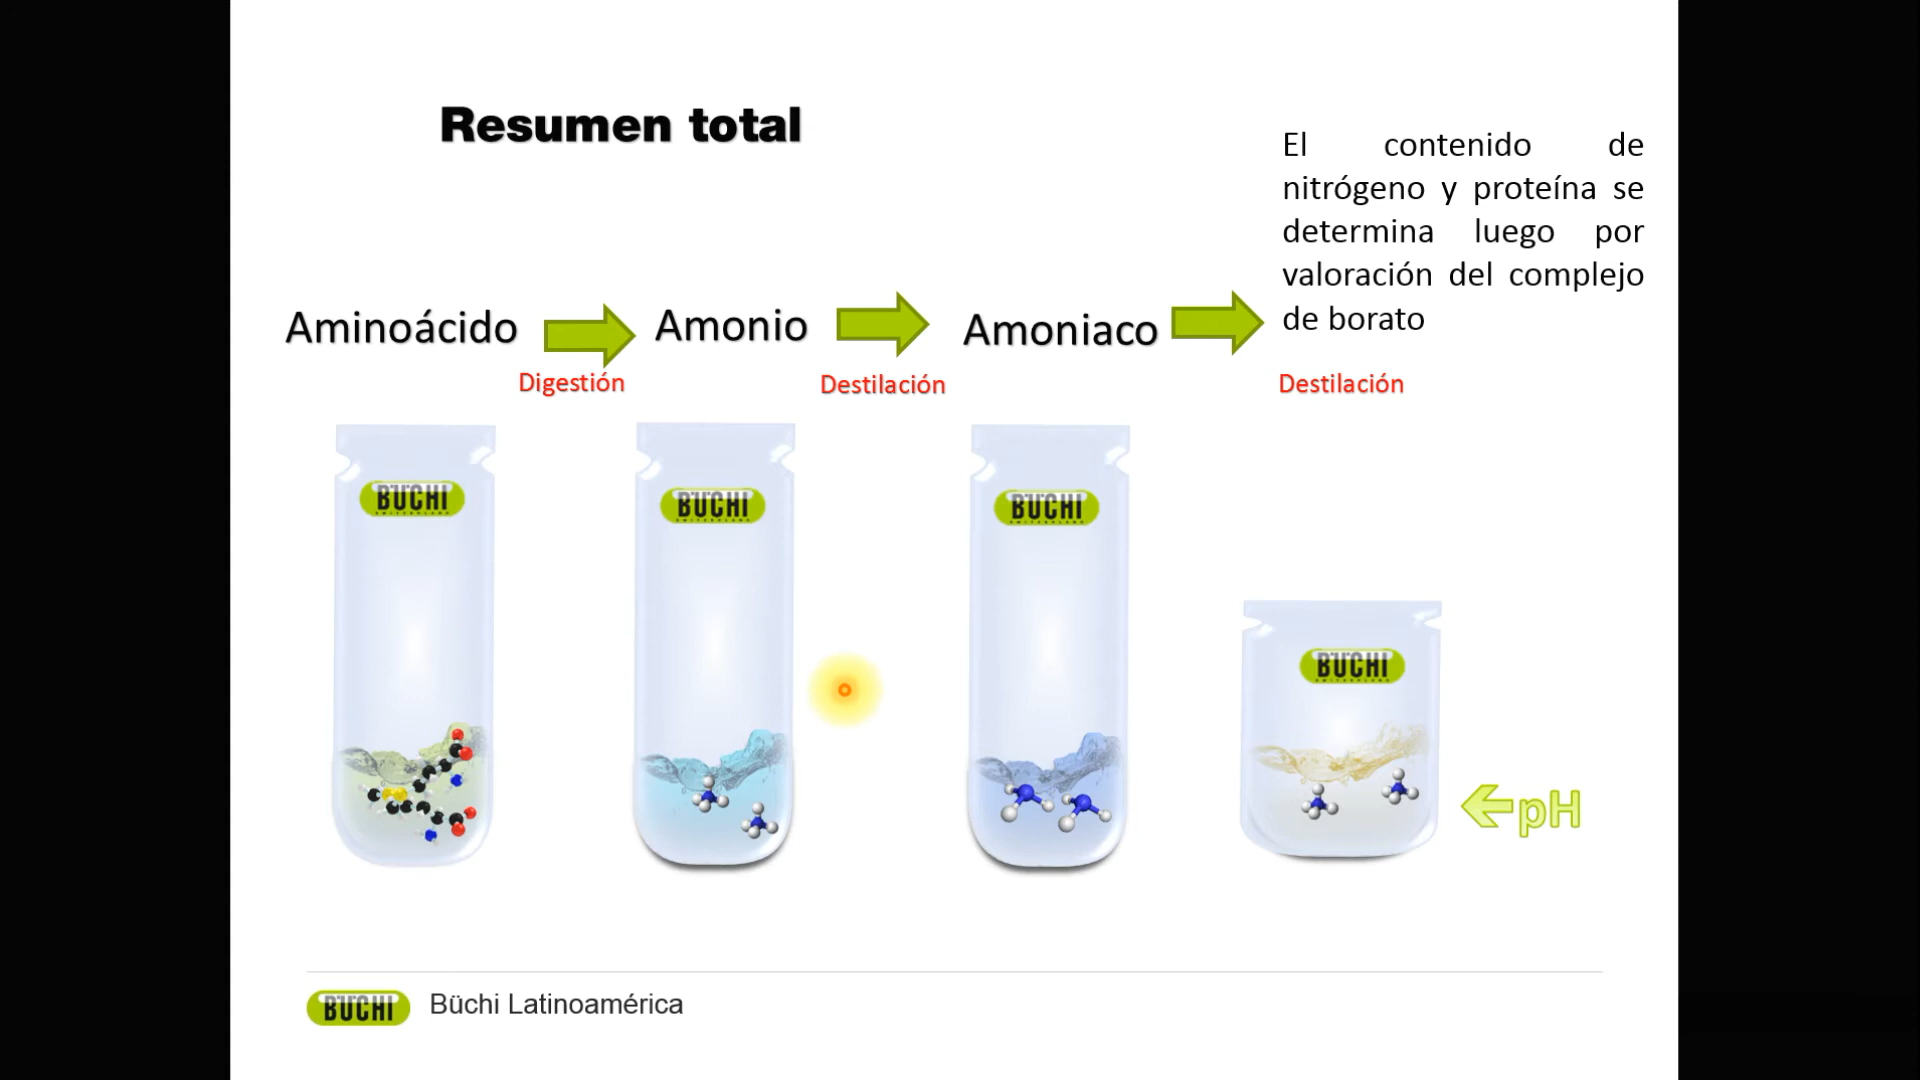 Resumen total
El contenido de
nitrógeno y proteína se
determina luego por
valoración del complejo
de borato
Aminoácido
Amonio
Amoniaco
Digestión
Destilación
Destilación
BUCHI
BUCHI
BUCHI
BUCHI
pH
BUCHI
Büchi Latinoamérica